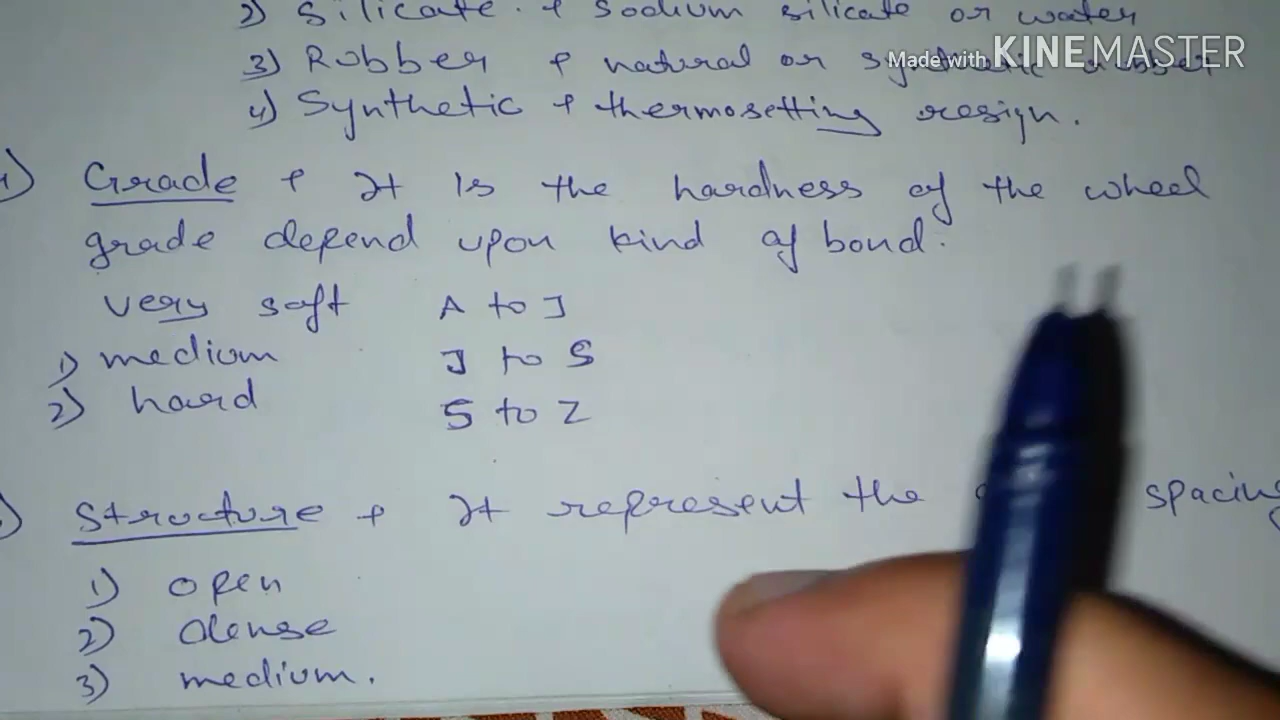 2) Silicate. + Sodium silicate or water
Made with KINEMASTER
3) Rubber + natural or
4) Synthetic + thermosetting resign.
Grade + It is the hardness of the wheel
grade depend upon kind of bond.
very soft A to J
1) medium J to S
2) hard S to Z
Structure + It represent the spacing
1) open
2) dense
3) medium.